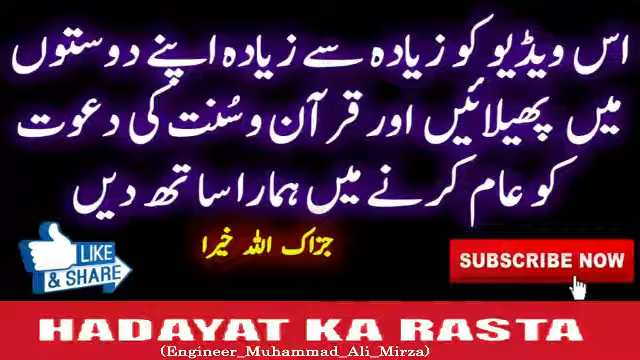 اس ویڈیو کو زیادہ سے زیادہ اپنے دوستوں
میں پھیلائیں اور قرآن و سُنت کی دعوت
کو عام کرنے میں ہمارا ساتھ دیں
جزاک اللہ خیرا
LIKE
& SHARE
SUBSCRIBE NOW
HADAYAT KA RASTA
(Engineer_Muhammad_Ali_Mirza)